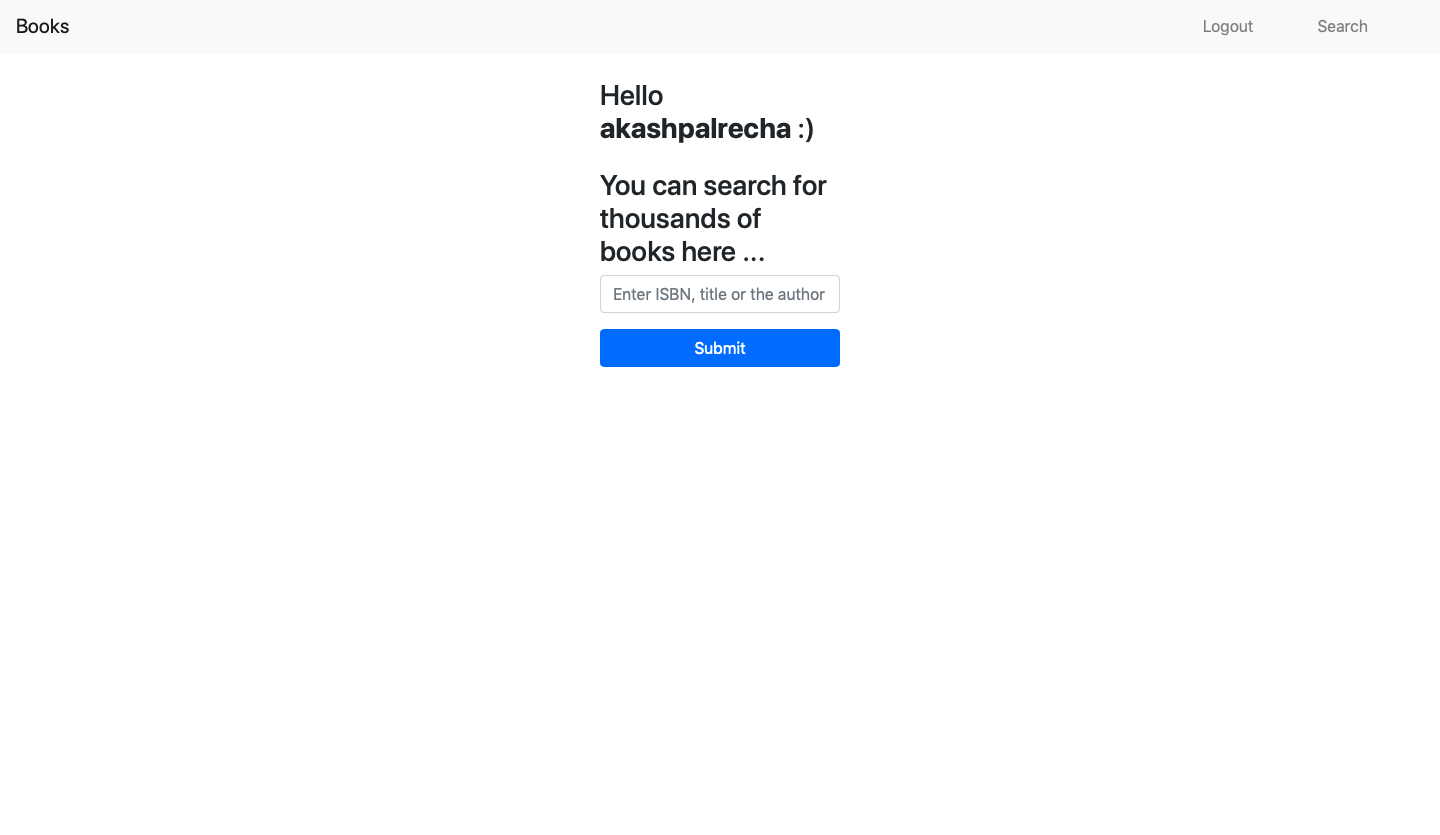 Books
Logout
Search
Hello
akashpalrecha :)
You can search for
thousands of
books here ...
Enter ISBN, title or the author
Submit